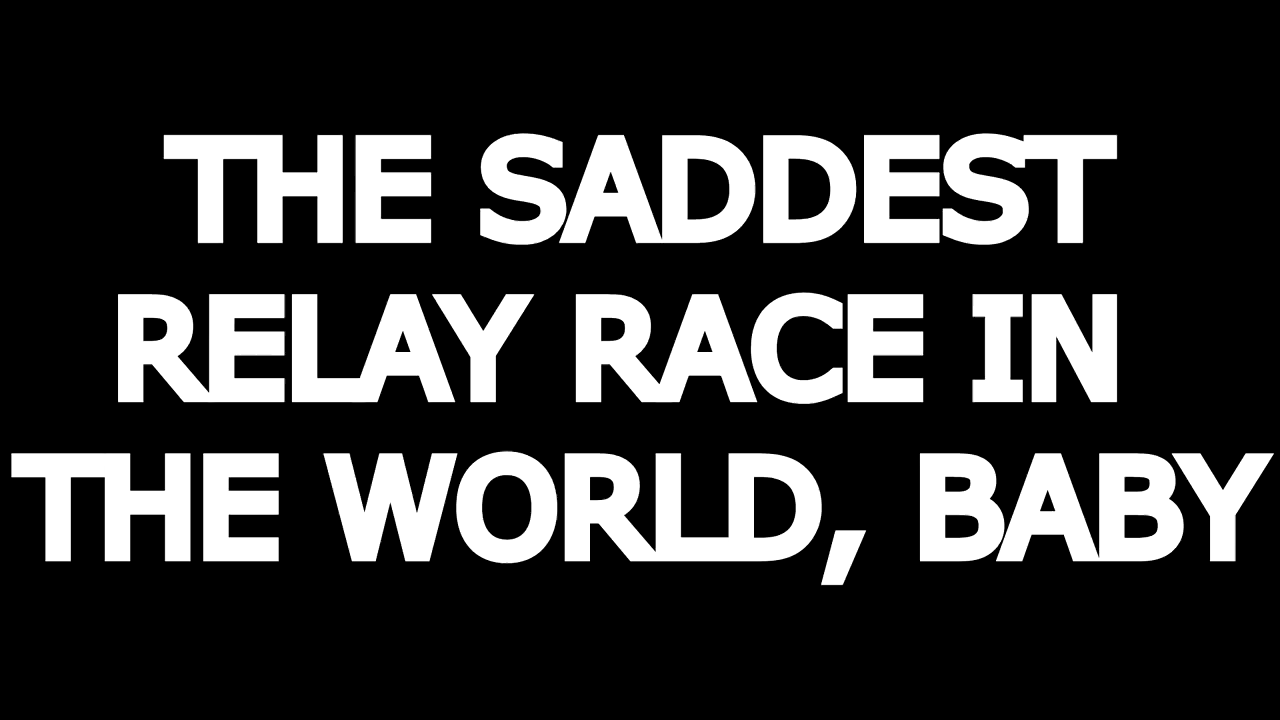 THE SADDEST
RELAY RACE IN
THE WORLD, BABY